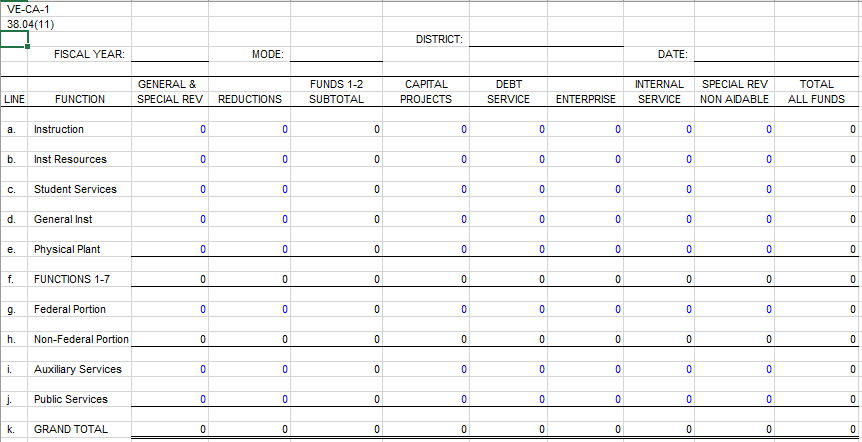 VE-CA-1
38.04(11)
DISTRICT:
FISCAL YEAR: MODE: DATE:
GENERAL & FUNDS 1-2 CAPITAL DEBT INTERNAL SPECIAL REV TOTAL
LINE FUNCTION SPECIAL REV REDUCTIONS SUBTOTAL PROJECTS SERVICE ENTERPRISE SERVICE NON AIDABLE ALL FUNDS
a. Instruction 0 0 0 0 0 0 0 0 0
b. Inst Resources 0 0 0 0 0 0 0 0 0
c. Student Services 0 0 0 0 0 0 0 0 0
d. General Inst 0 0 0 0 0 0 0 0 0
e. Physical Plant 0 0 0 0 0 0 0 0 0
f. FUNCTIONS 1-7 0 0 0 0 0 0 0 0 0
g. Federal Portion 0 0 0 0 0 0 0 0 0
h. Non-Federal Portion 0 0 0 0 0 0 0 0 0
i. Auxiliary Services 0 0 0 0 0 0 0 0 0
j. Public Services 0 0 0 0 0 0 0 0 0
k. GRAND TOTAL 0 0 0 0 0 0 0 0 0